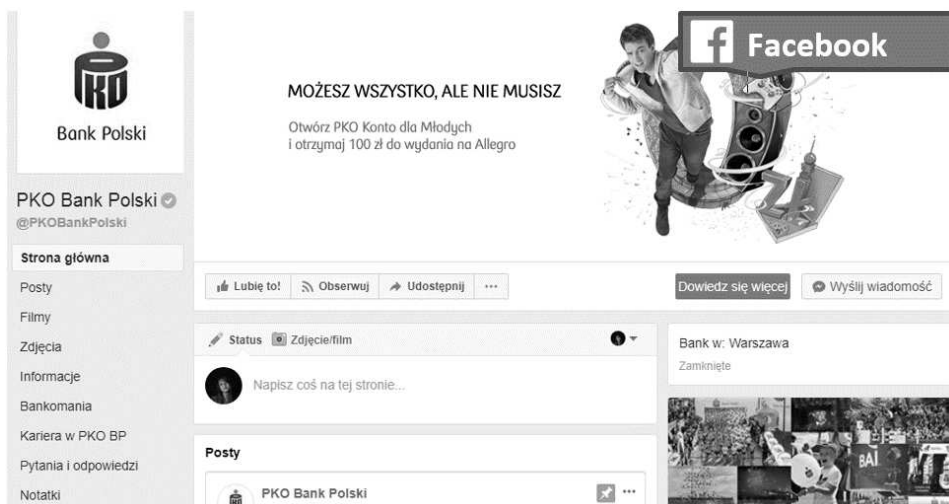 PKO
Bank Polski
PKO Bank Polski
@PKOBankPolski
Strona główna
Posty
Filmy
Zdjęcia
Informacje
Bankomania
Kariera w PKO BP
Pytania i odpowiedzi
Notatki
MOŻESZ WSZYSTKO, ALE NIE MUSISZ
Otwórz PKO Konto dla Młodych
i otrzymaj 100 zł do wydania na Allegro
Facebook
Lubię to! Obserwuj Udostępnij ...
Dowiedz się więcej Wyślij wiadomość
Status Zdjęcie/film
Napisz coś na tej stronie...
Bank w: Warszawa
Zamknięte
Posty
PKO Bank Polski ...
BAI